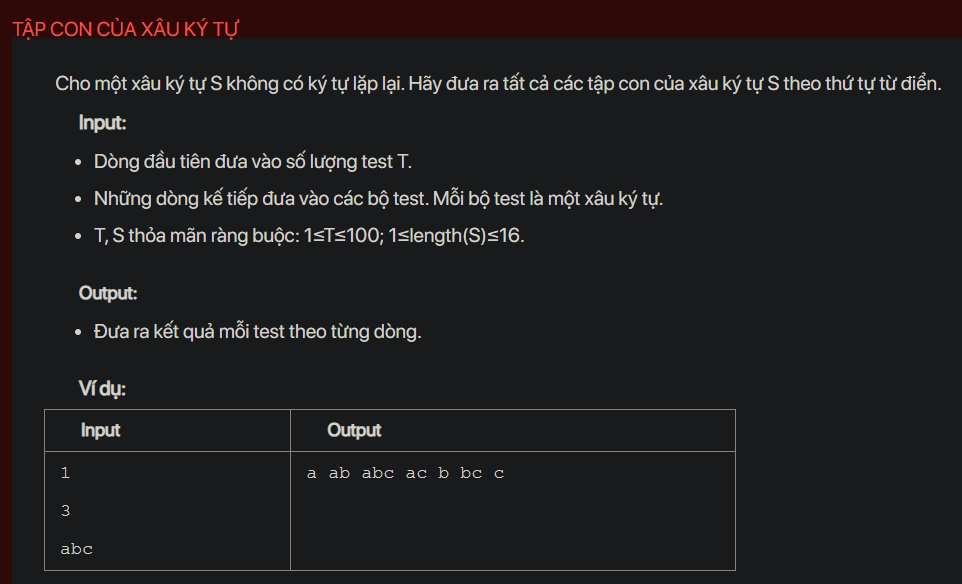 TẬP CON CỦA XÂU KÝ TỰ
Cho một xâu ký tự S không có ký tự lặp lại. Hãy đưa ra tất cả các tập con của xâu ký tự S theo thứ tự từ điển.
Input:
• Dòng đầu tiên đưa vào số lượng test T.
• Những dòng kế tiếp đưa vào các bộ test. Mỗi bộ test là một xâu ký tự.
• T, S thỏa mãn ràng buộc: 1≤T≤100; 1≤length(S)≤16.
Output:
• Đưa ra kết quả mỗi test theo từng dòng.
Ví dụ:
Input Output
1 a ab abc ac b bc c
3
abc